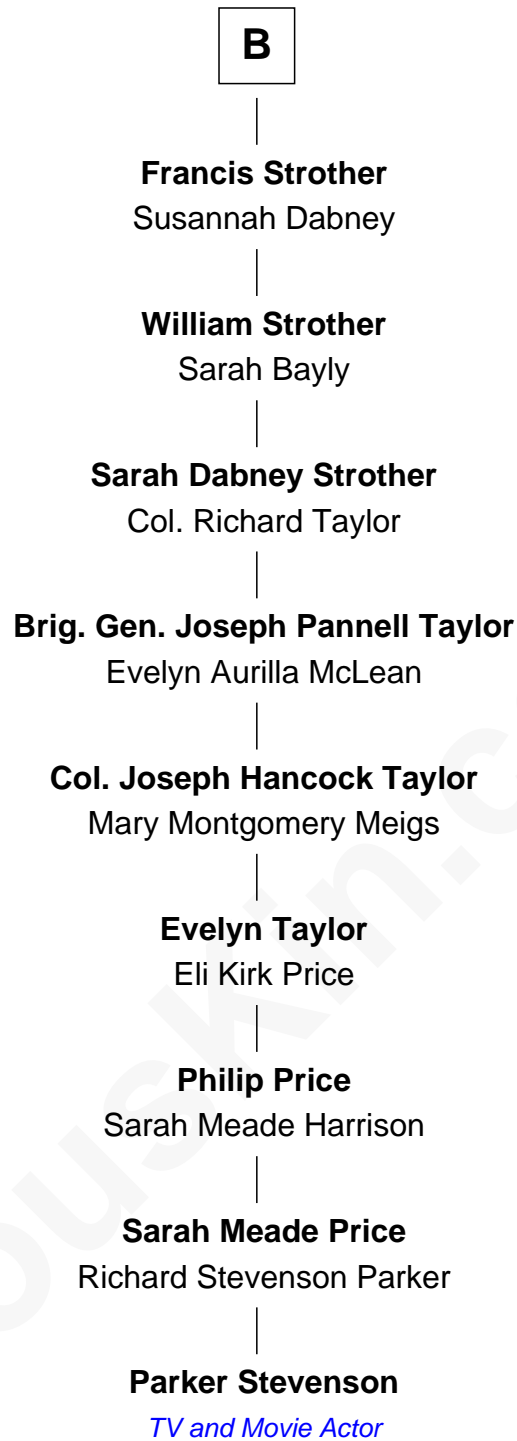 B
Francis Strother
Susannah Dabney
William Strother
Sarah Bayly
Sarah Dabney Strother
Col. Richard Taylor
Brig. Gen. Joseph Pannell Taylor
Evelyn Aurilla McLean
Col. Joseph Hancock Taylor
Mary Montgomery Meigs
Evelyn Taylor
Eli Kirk Price
Philip Price
Sarah Meade Harrison
Sarah Meade Price
Richard Stevenson Parker
Parker Stevenson
TV and Movie Actor